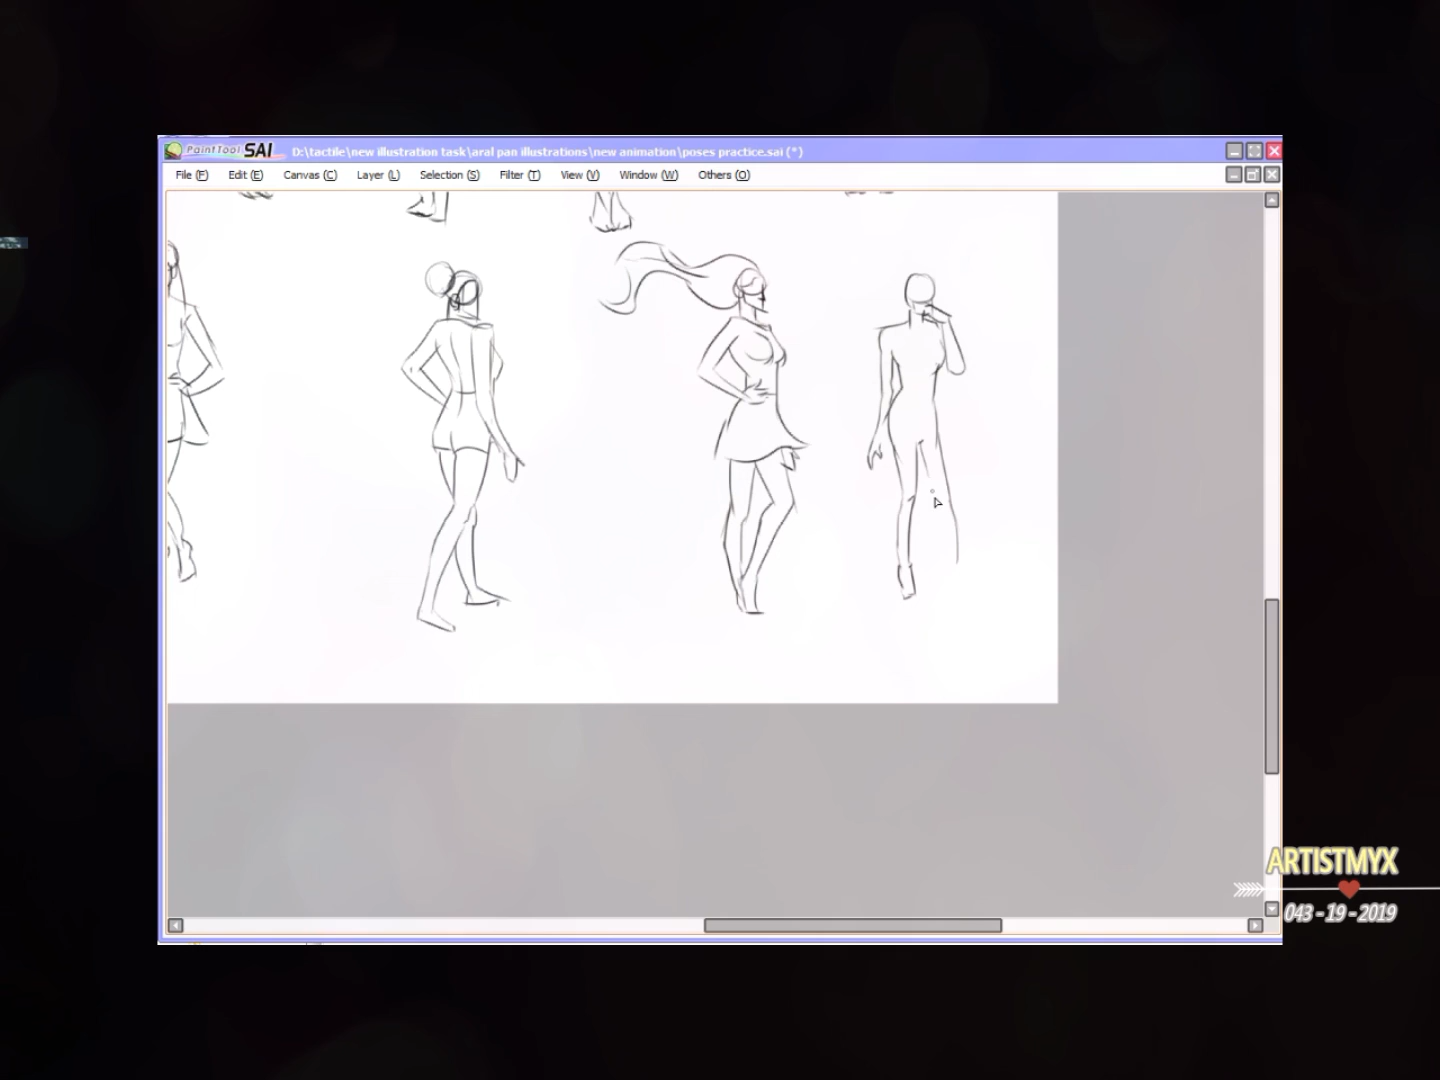 PaintTool SAI D:\tactile\new illustration task\aral pan illustrations\new animation\poses practice.sai (*)
File (F) Edit (E) Canvas (C) Layer (L) Selection (S) Filter (T) View (V) Window (W) Others (O)
ARTISTMYX
043 - 19 - 2019